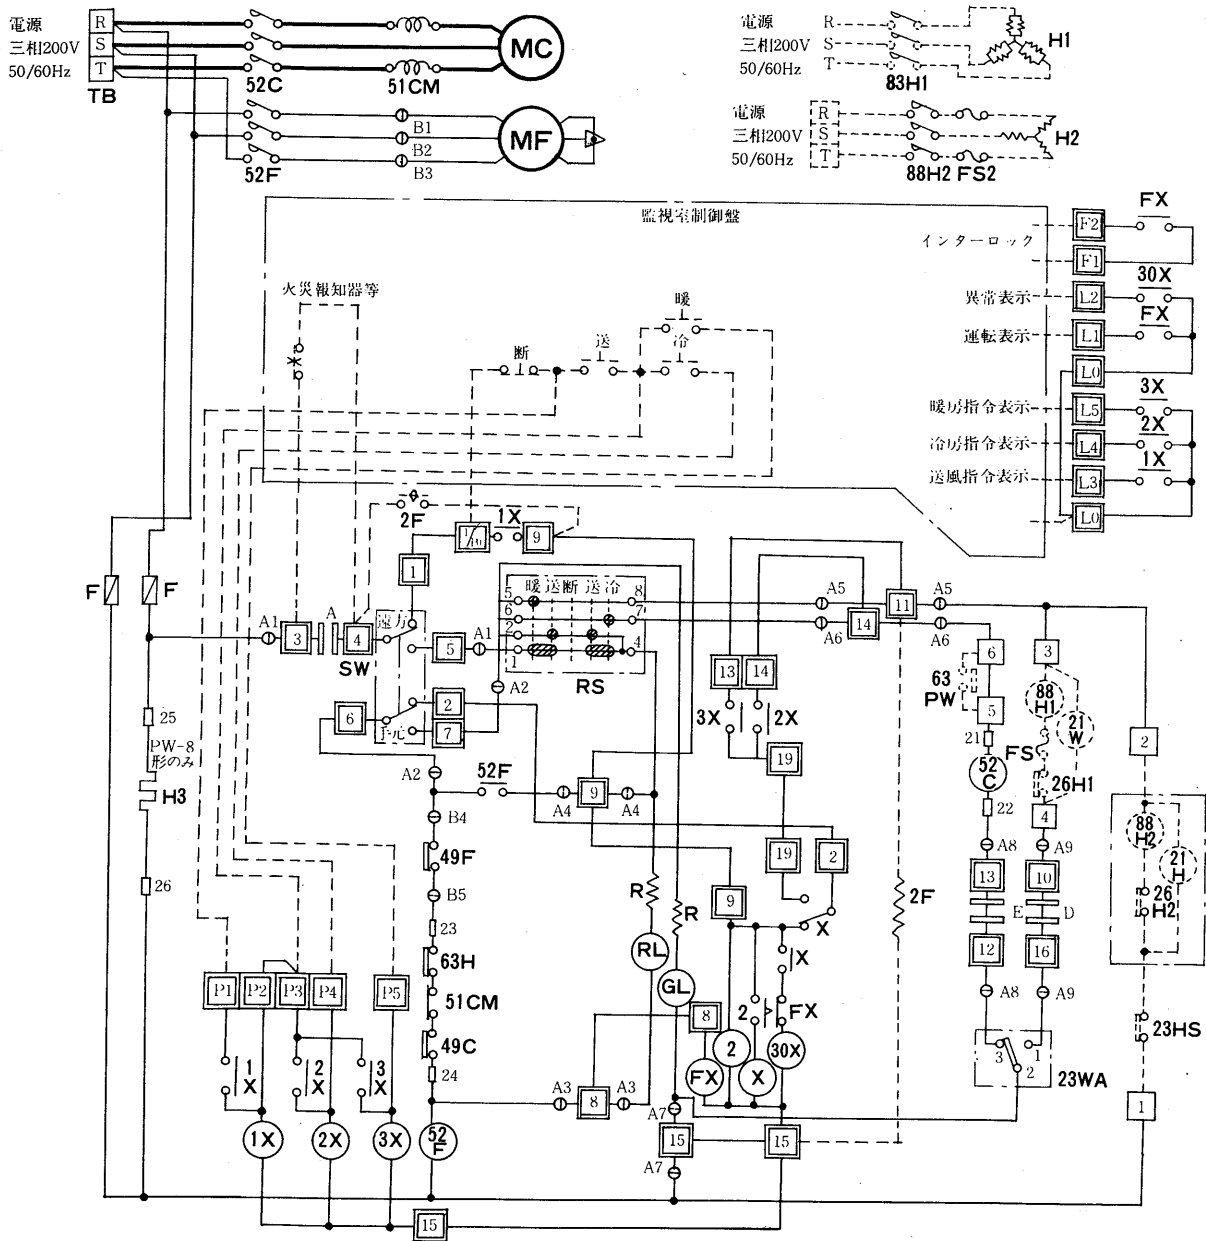 電源
三相200V
50/60Hz
R
S
T
TB
52C
51CM
MC
B1
B2
B3
52F
MF
電源
三相200V
50/60Hz
R
S
T
83H1
H1
電源
三相200V
50/60Hz
R
S
T
88H2 FS2
H2
監視室制御盤
インターロック
F2
FX
F1
異常表示
L2
30X
運転表示
L1
FX
L0
暖房指令表示
L5
3X
冷房指令表示
L4
2X
送風指令表示
L3
1X
L0
火災報知器等
断
送
暖
冷
2F
1X
9
1
F
F
A1
3
A
4
SW
遠方
手元
5
A1
6
2
7
A2
暖 送 断 送 冷
5
6
2
1
8
7
4
RS
A5
A6
14
11
A5
A6
25
PW-8
形のみ
H3
26
A2
52F
A4
9
A4
B4
49F
B5
23
63H
51CM
49C
24
52
F
R
RL
R
GL
A3
8
A3
8
13
14
3X
2X
19
19
2
9
X
X
2
FX
FX
2
X
30X
2F
A7
15
A7
15
63
PW
6
5
21
52
C
22
A8
13
E
12
A8
3
88
H1
21
W
FS
26H1
4
A9
10
D
16
A9
3
1
2
23WA
2
88
H2
21
H
26
H2
23HS
1
P1
P2
P3
P4
P5
1
X
2
X
3
X
1X
2X
3X
15